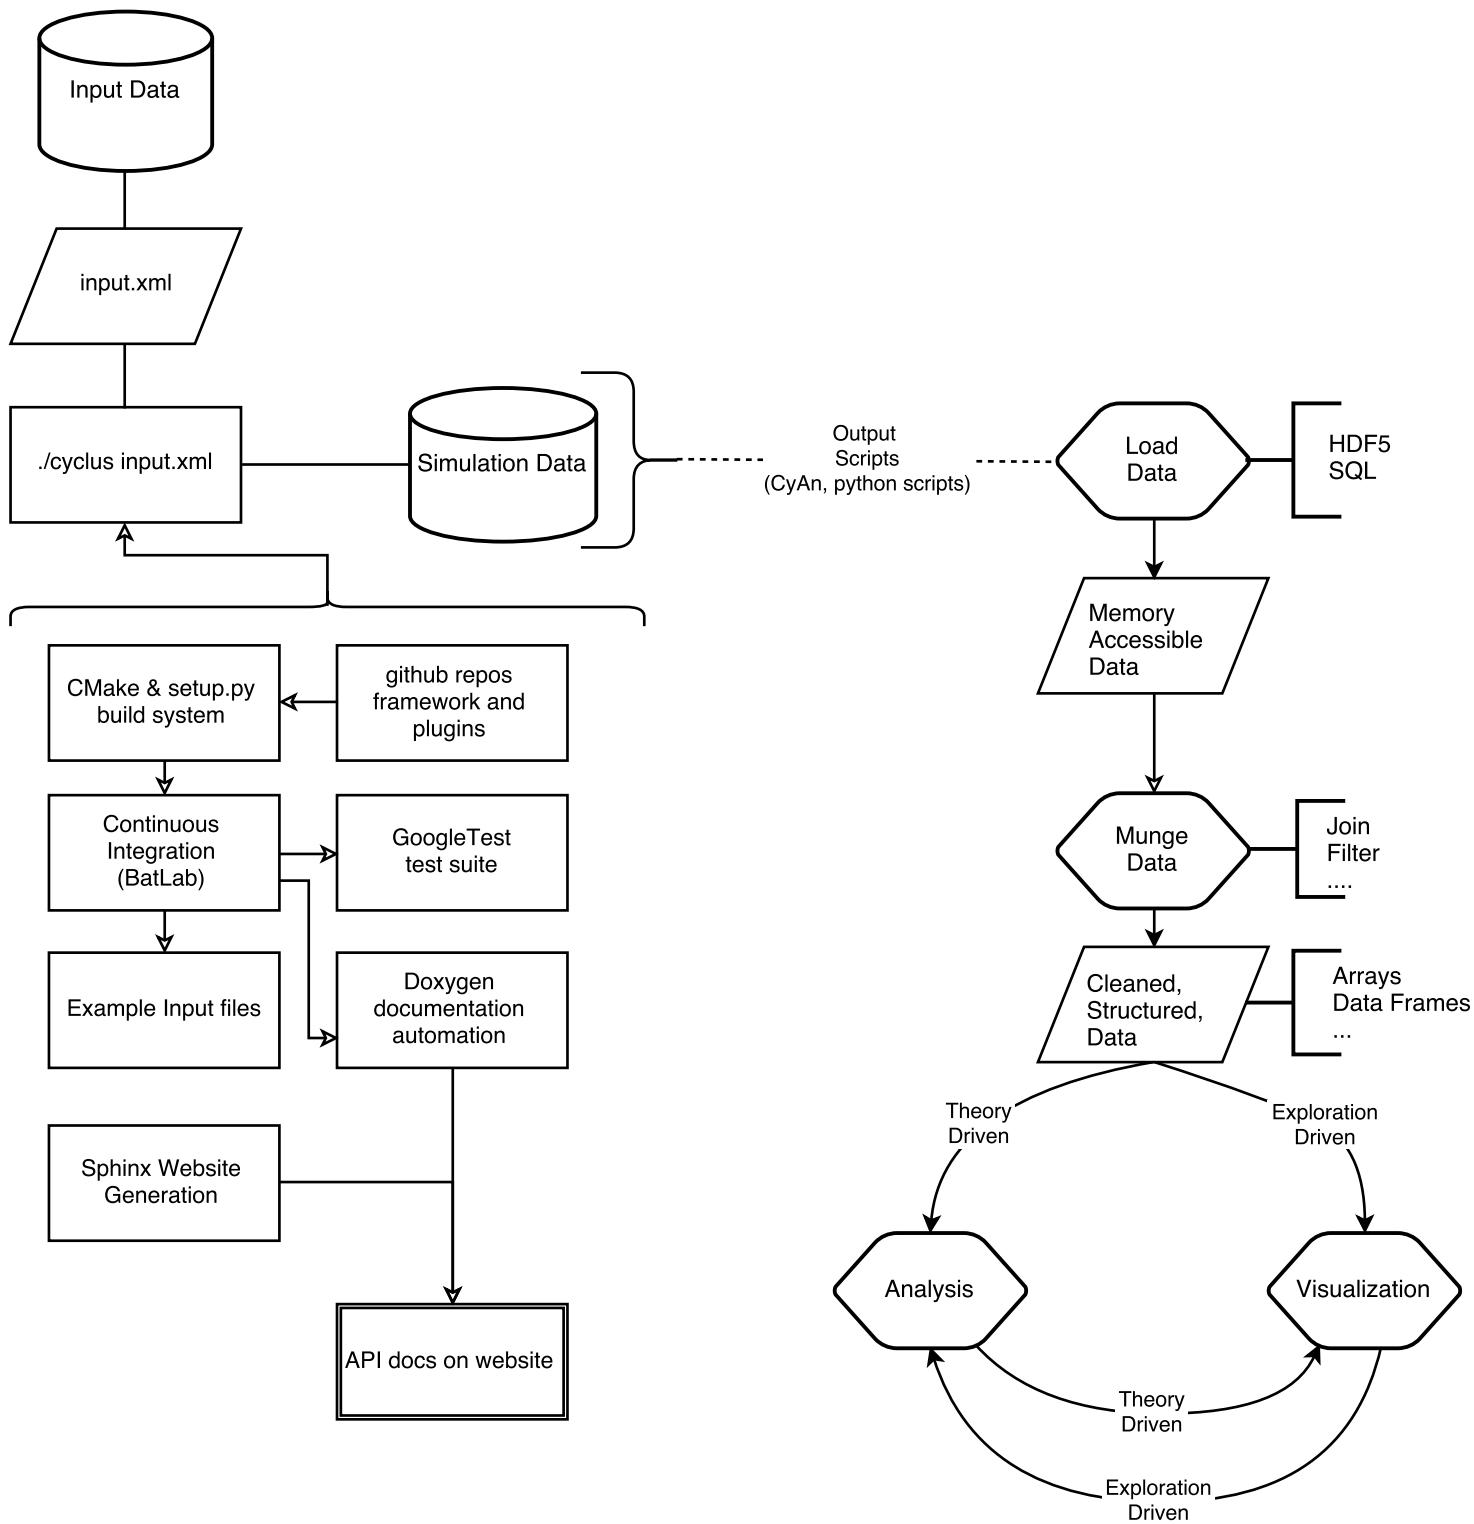 Input Data
input.xml
./cyclus input.xml
Simulation Data
Output
Scripts
(CyAn, python scripts)
Load
Data
HDF5
SQL
Memory
Accessible
Data
CMake & setup.py
build system
github repos
framework and
plugins
Continuous
Integration
(BatLab)
GoogleTest
test suite
Example Input files
Doxygen
documentation
automation
Sphinx Website
Generation
API docs on website
Munge
Data
Join
Filter
....
Cleaned,
Structured,
Data
Arrays
Data Frames
...
Theory
Driven
Exploration
Driven
Analysis
Visualization
Theory
Driven
Exploration
Driven